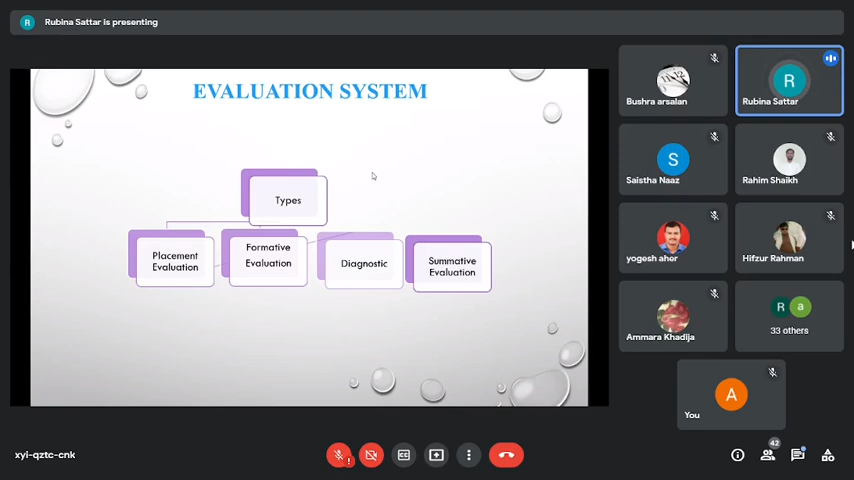 R Rubina Sattar is presenting
EVALUATION SYSTEM
Types
Placement
Evaluation
Formative
Evaluation
Diagnostic
Summative
Evaluation
Bushra arsalan
R
Rubina Sattar
S
Saistha Naaz
Rahim Shaikh
yogesh aher
Hifzur Rahman
Ammara Khadija
R a
33 others
A
You
xyi-qztc-cnk
42